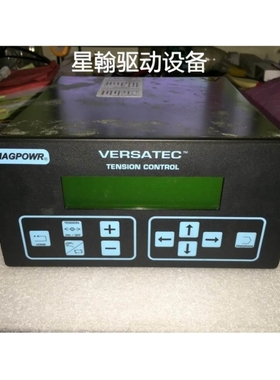 星翰驱动设备
MAGPOWR®
VERSATEC™
TENSION CONTROL